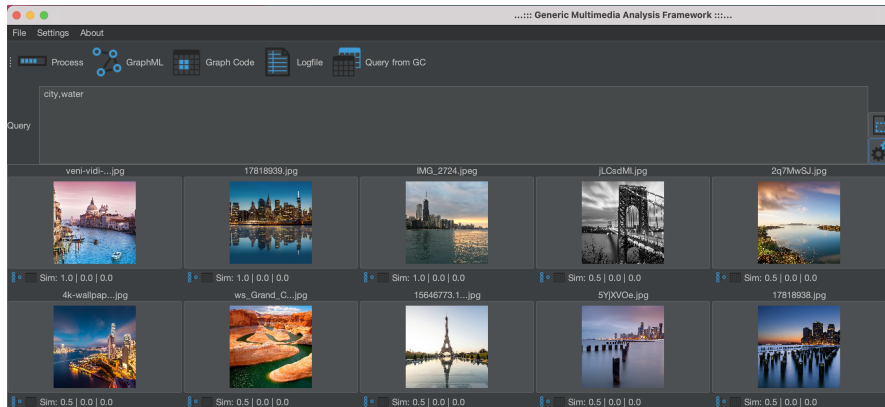 ...::: Generic Multimedia Analysis Framework :::...
File Settings About
Process GraphML Graph Code Logfile Query from GC
city,water
Query
veni-vidi-...jpg 17818939.jpg IMG_2724.jpeg jLCsdMI.jpg 2q7MwSJ.jpg
Sim: 1.0 | 0.0 | 0.0 Sim: 1.0 | 0.0 | 0.0 Sim: 1.0 | 0.0 | 0.0 Sim: 0.5 | 0.0 | 0.0 Sim: 0.5 | 0.0 | 0.0
4k-wallpap...jpg ws_Grand_C...jpg 15646773.1...jpg 5YjXVOe.jpg 17818938.jpg
Sim: 0.5 | 0.0 | 0.0 Sim: 0.5 | 0.0 | 0.0 Sim: 0.5 | 0.0 | 0.0 Sim: 0.5 | 0.0 | 0.0 Sim: 0.5 | 0.0 | 0.0